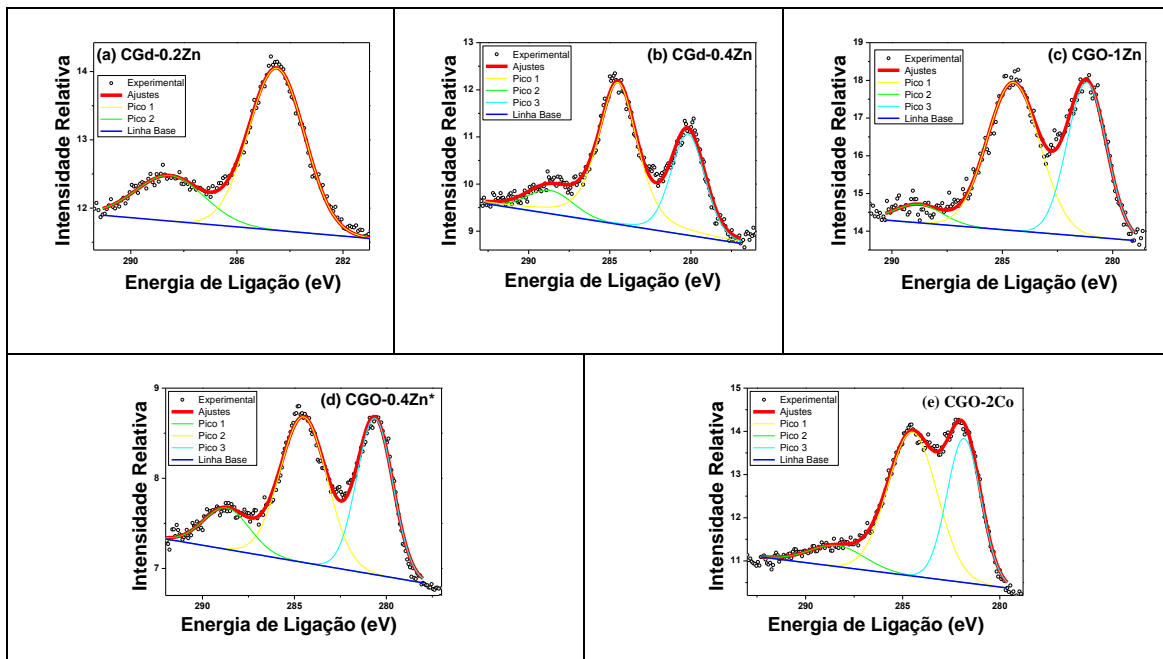 (a) CGd-0.2Zn
Experimental
Ajustes
Pico 1
Pico 2
Linha Base
14
13
12
290
286
282
Intensidade Relativa
Energia de Ligação (eV)
(b) CGd-0.4Zn
Experimental
Ajustes
Pico 1
Pico 2
Pico 3
Linha Base
13
12
11
10
9
290
285
280
Intensidade Relativa
Energia de Ligação (eV)
(c) CGO-1Zn
Experimental
Ajustes
Pico 1
Pico 2
Pico 3
Linha Base
19
18
17
16
15
14
290
285
280
Intensidade Relativa
Energia de Ligação (eV)
(d) CGO-0.4Zn*
Experimental
Ajustes
Pico 1
Pico 2
Pico 3
Linha Base
9
8
7
290
285
280
Intensidade Relativa
Energia de Ligação (eV)
(e) CGO-2Co
Experimental
Ajustes
Pico 1
Pico 2
Pico 3
Linha Base
15
14
13
12
11
290
285
280
Intensidade Relativa
Energia de Ligação (eV)